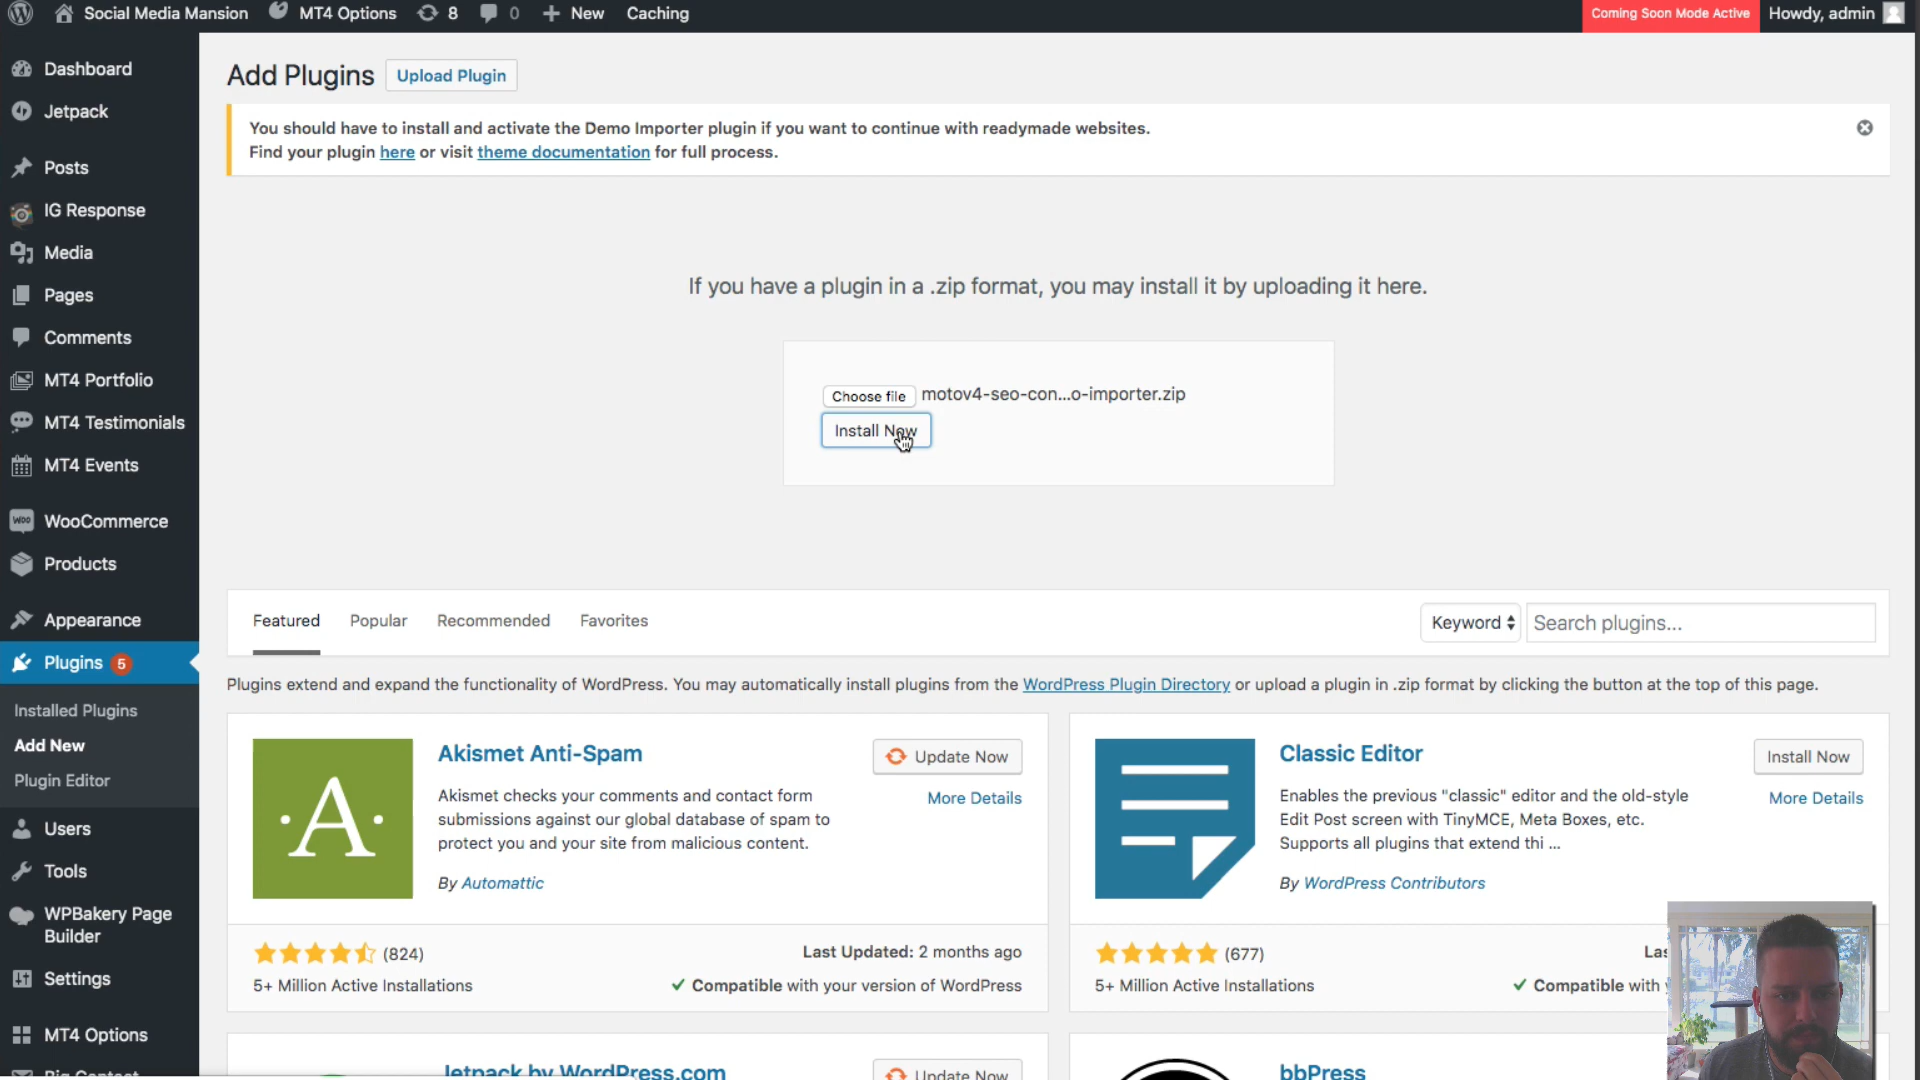 Social Media Mansion
MT4 Options
8
0
New
Caching
Coming Soon Mode Active
Howdy, admin
Dashboard
Jetpack
Posts
IG Response
Media
Pages
Comments
MT4 Portfolio
MT4 Testimonials
MT4 Events
WooCommerce
Products
Appearance
Plugins 5
Installed Plugins
Add New
Plugin Editor
Users
Tools
WPBakery Page
Builder
Settings
MT4 Options
Add Plugins
Upload Plugin
You should have to install and activate the Demo Importer plugin if you want to continue with readymade websites.
Find your plugin here or visit theme documentation for full process.
If you have a plugin in a .zip format, you may install it by uploading it here.
Choose file motov4-seo-con...o-importer.zip
Install Now
Featured
Popular
Recommended
Favorites
Keyword
Search plugins...
Plugins extend and expand the functionality of WordPress. You may automatically install plugins from the WordPress Plugin Directory or upload a plugin in .zip format by clicking the button at the top of this page.
A
Akismet Anti-Spam
Update Now
More Details
Akismet checks your comments and contact form
submissions against our global database of spam to
protect you and your site from malicious content.
By Automattic
(824)
Last Updated: 2 months ago
5+ Million Active Installations
Compatible with your version of WordPress
Classic Editor
Install Now
More Details
Enables the previous "classic" editor and the old-style
Edit Post screen with TinyMCE, Meta Boxes, etc.
Supports all plugins that extend thi ...
By WordPress Contributors
(677)
5+ Million Active Installations
Compatible with
Jetpack by WordPress.com
Update Now
bbPress